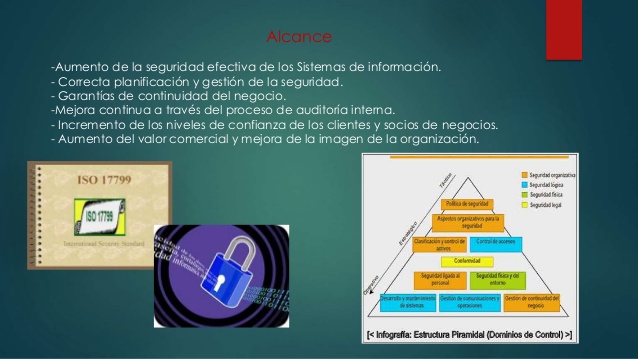 Alcance
-Aumento de la seguridad efectiva de los Sistemas de información.
- Correcta planificación y gestión de la seguridad.
- Garantías de continuidad del negocio.
-Mejora continua a través del proceso de auditoría interna.
- Incremento de los niveles de confianza de los clientes y socios de negocios.
- Aumento del valor comercial y mejora de la imagen de la organización.
ISO 17799
ISO 17799
International Security Standard
Táctico
Estratégico
Operativo
Seguridad organizativa
Seguridad lógica
Seguridad física
Seguridad legal
Política de seguridad
Aspectos organizativos para la
seguridad
Clasificación y control de
activos
Control de accesos
Conformidad
Seguridad ligada al
personal
Seguridad física y del
entorno
Desarrollo y mantenimiento
de sistemas
Gestión de comunicaciones y
operaciones
Gestión de continuidad del
negocio
[< Infografía: Estructura Piramidal (Dominios de Control) >]